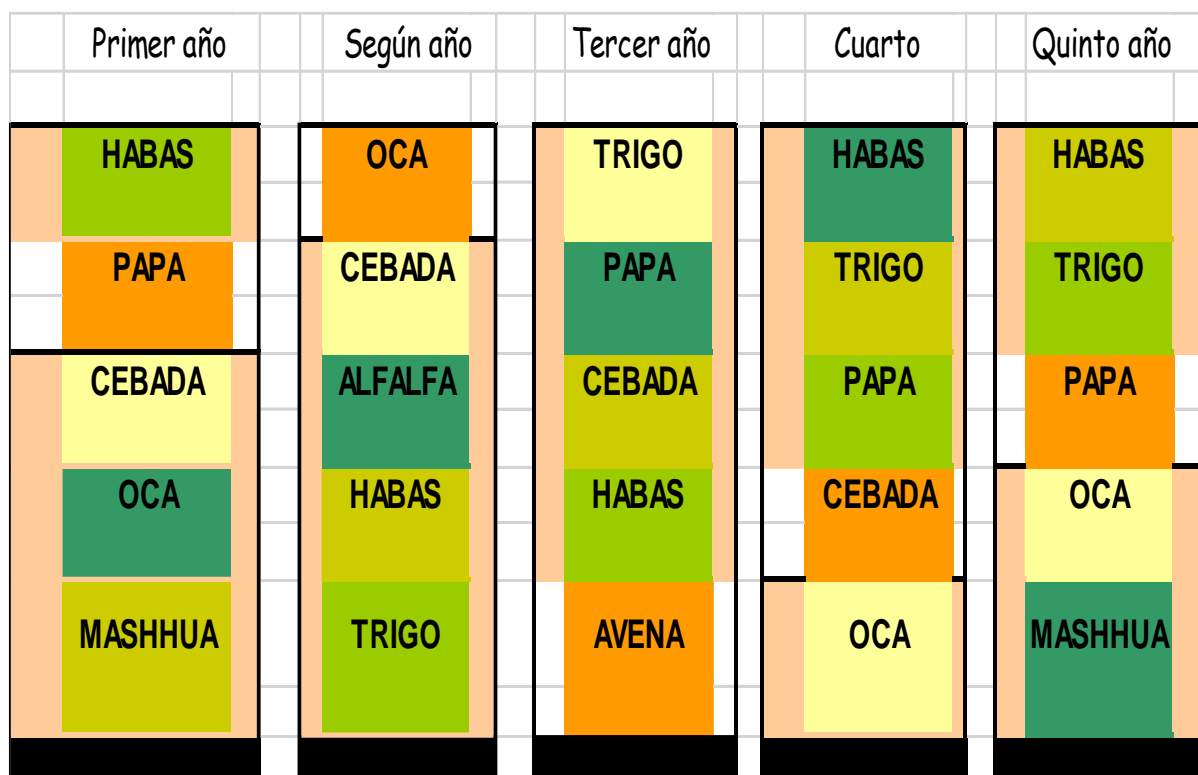 Primer año Según año Tercer año Cuarto Quinto año
HABAS OCA TRIGO HABAS HABAS
PAPA CEBADA PAPA TRIGO TRIGO
CEBADA ALFALFA CEBADA PAPA PAPA
OCA HABAS HABAS CEBADA OCA
MASHHUA TRIGO AVENA OCA MASHHUA